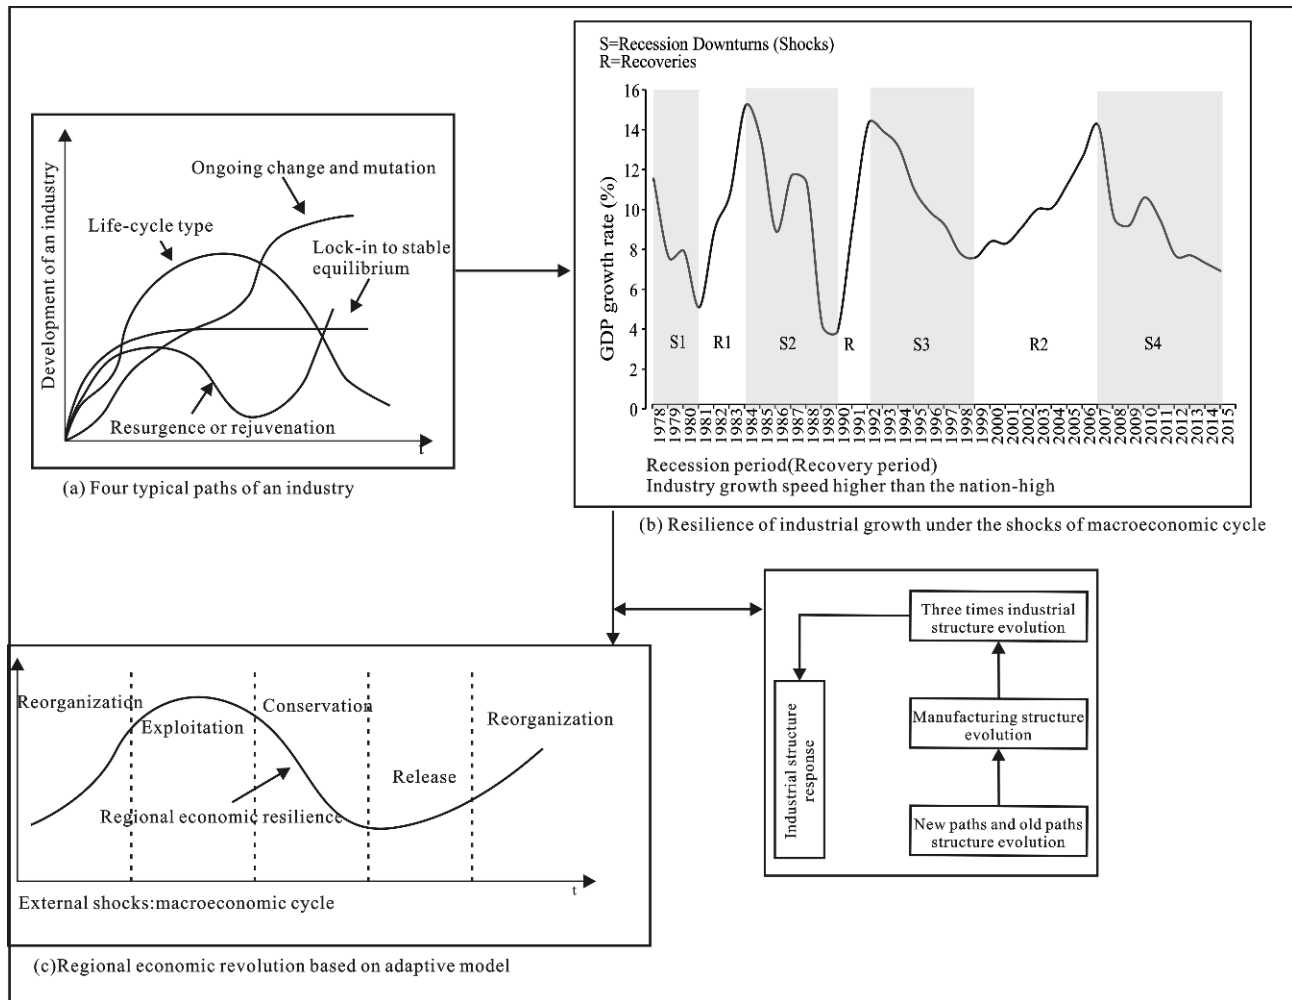 Development of an industry
Ongoing change and mutation
Life-cycle type
Lock-in to stable
equilibrium
Resurgence or rejuvenation
t
(a) Four typical paths of an industry
S=Recession Downturns (Shocks)
R=Recoveries
GDP growth rate (%)
16
14
12
10
8
6
4
2
0
S1
R1
S2
R
S3
R2
S4
1978
1979
1980
1981
1982
1983
1984
1985
1986
1987
1988
1989
1990
1991
1992
1993
1994
1995
1996
1997
1998
1999
2000
2001
2002
2003
2004
2005
2006
2007
2008
2009
2010
2011
2012
2013
2014
2015
Recession period(Recovery period)
Industry growth speed higher than the nation-high
(b) Resilience of industrial growth under the shocks of macroeconomic cycle
Three times industrial
structure evolution
Manufacturing structure
evolution
New paths and old paths
structure evolution
Industrial structure
response
Reorganization
Exploitation
Conservation
Release
Reorganization
Regional economic resilience
t
External shocks:macroeconomic cycle
(c)Regional economic revolution based on adaptive model